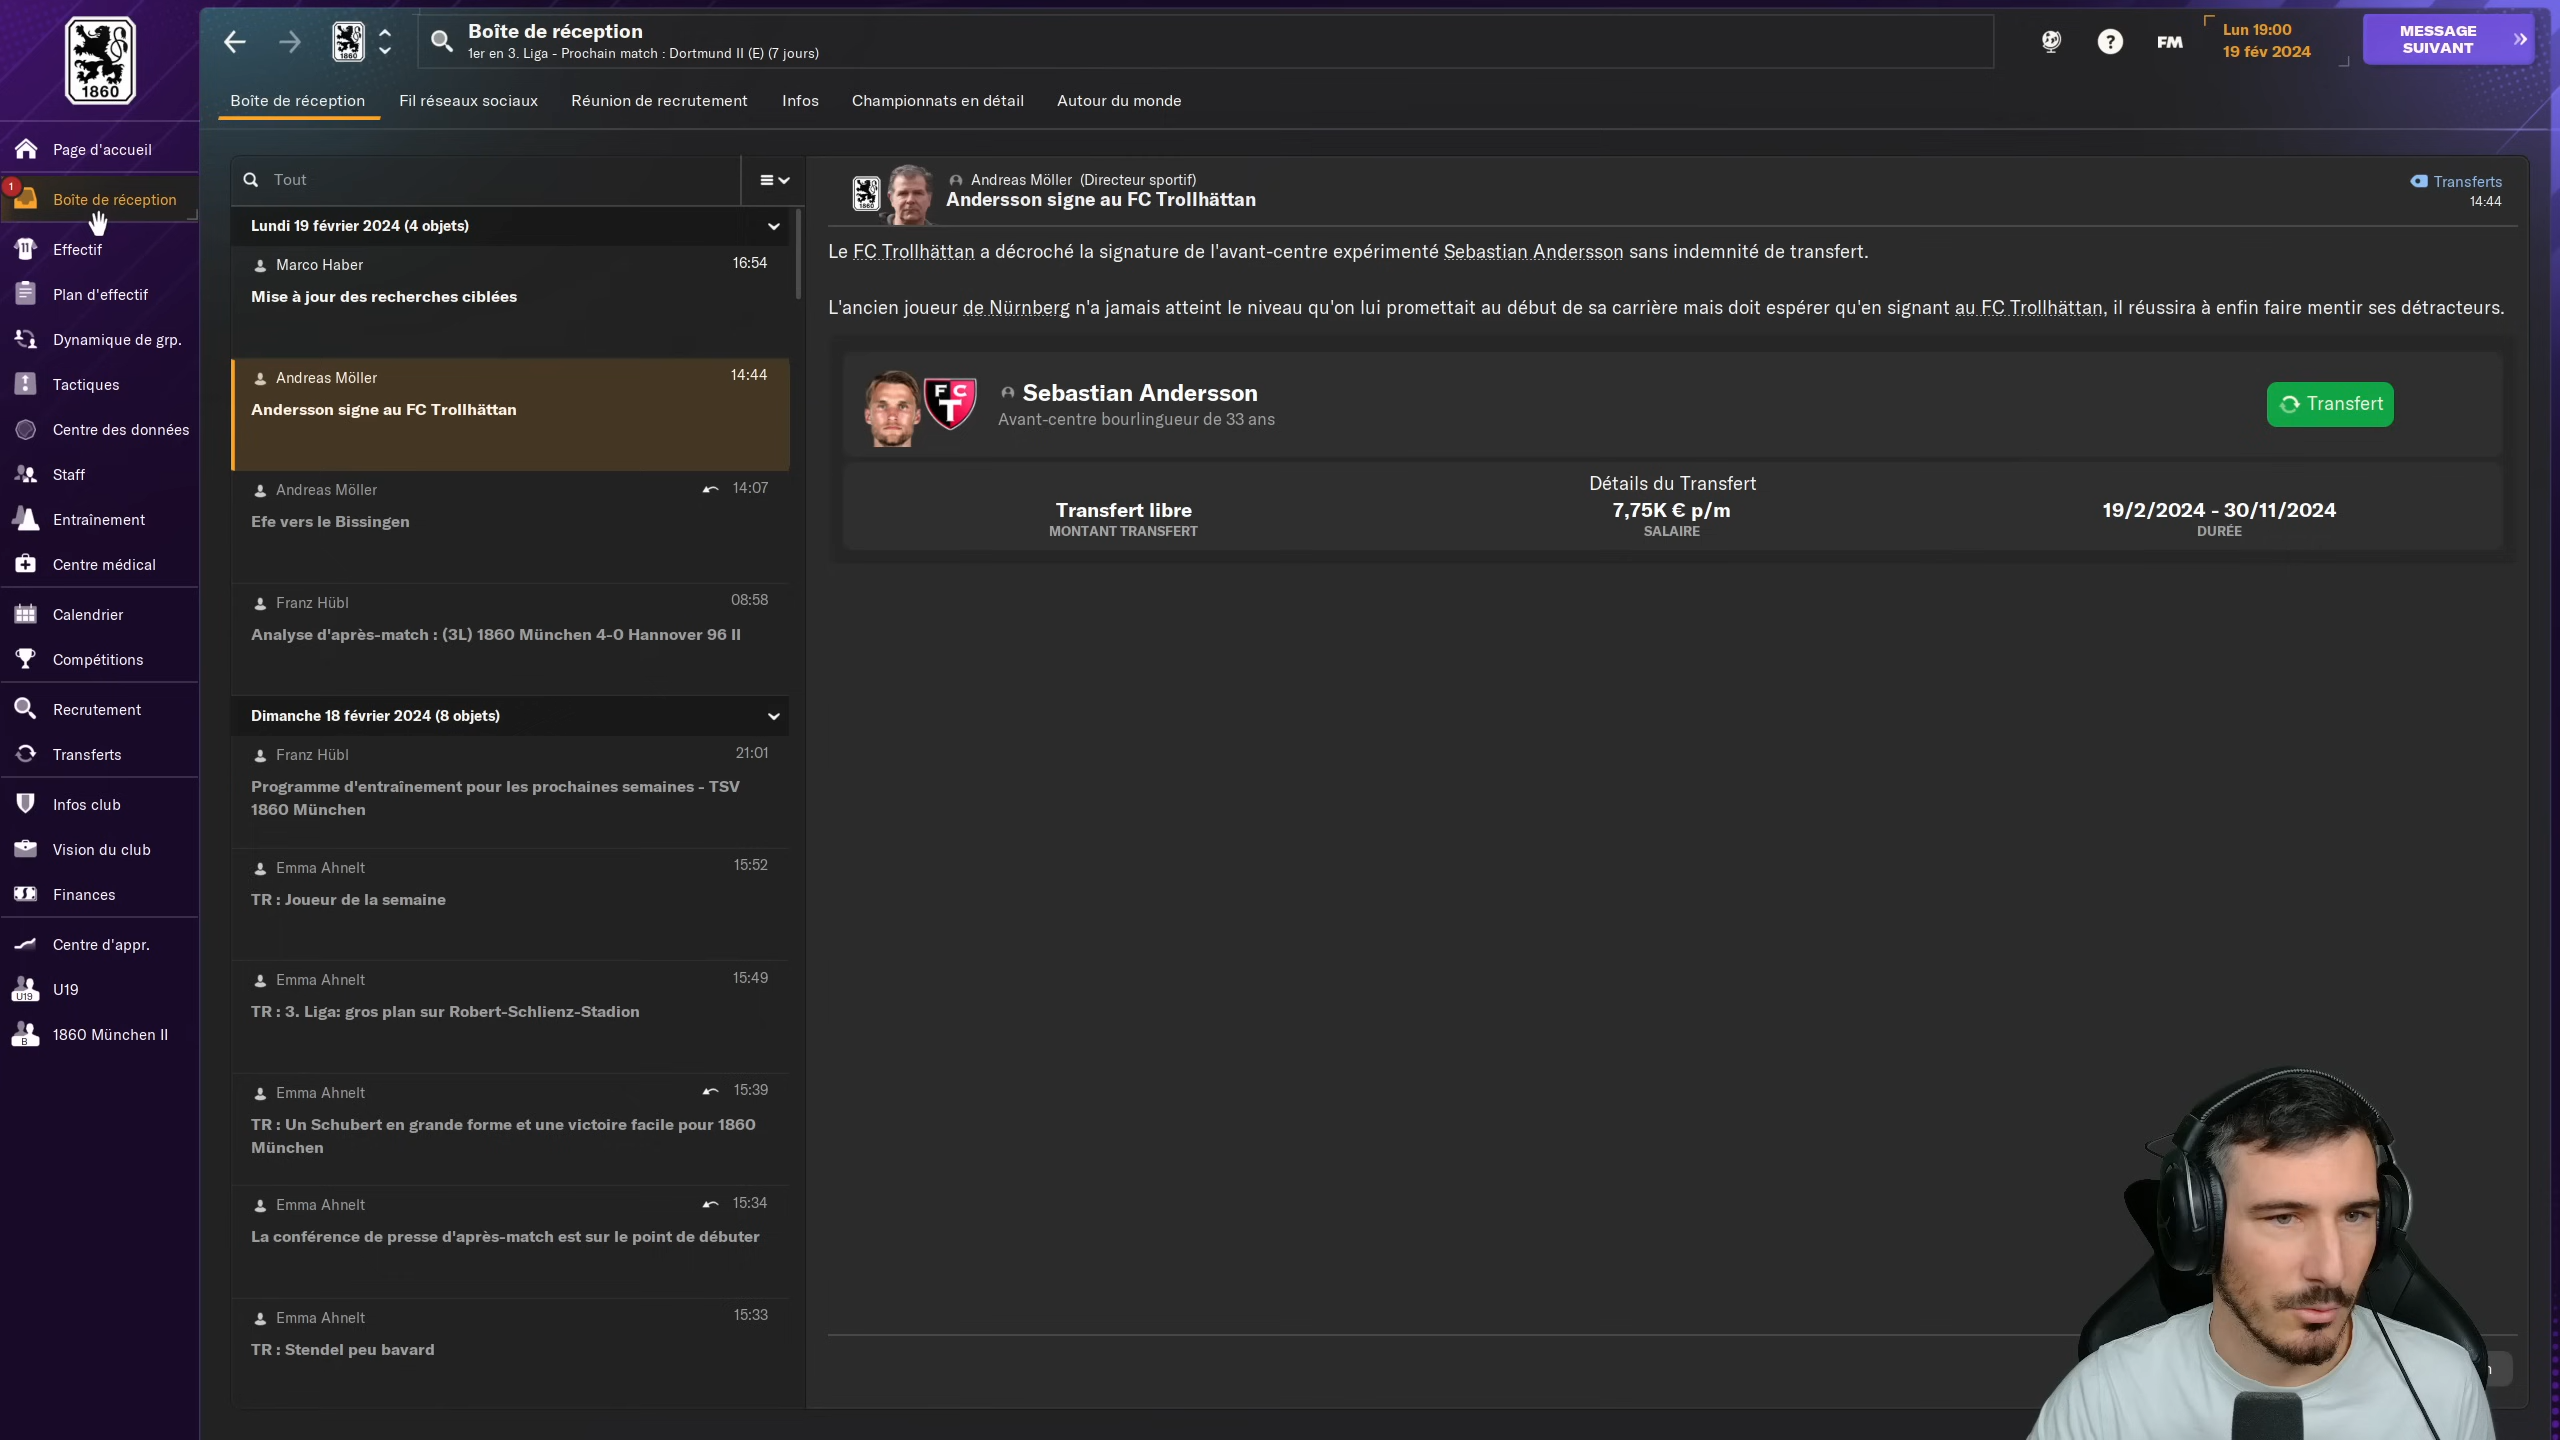 1860
Page d'accueil
1
Boîte de réception
Effectif
Plan d'effectif
Dynamique de grp.
Tactiques
Centre des données
Staff
Entraînement
Centre médical
Calendrier
Compétitions
Recrutement
Transferts
Infos club
Vision du club
Finances
Centre d'appr.
U19
U19
B
1860 München II
1860
Boîte de réception
1er en 3. Liga - Prochain match : Dortmund II (E) (7 jours)
?
FM
Lun 19:00
19 fév 2024
MESSAGE
SUIVANT
Boîte de réception
Fil réseaux sociaux
Réunion de recrutement
Infos
Championnats en détail
Autour du monde
Tout
Lundi 19 février 2024 (4 objets)
Marco Haber
16:54
Mise à jour des recherches ciblées
Andreas Möller
14:44
Andersson signe au FC Trollhättan
Andreas Möller
14:07
Efe vers le Bissingen
Franz Hübl
08:58
Analyse d'après-match : (3L) 1860 München 4-0 Hannover 96 II
Dimanche 18 février 2024 (8 objets)
Franz Hübl
21:01
Programme d'entraînement pour les prochaines semaines - TSV
1860 München
Emma Ahnelt
15:52
TR : Joueur de la semaine
Emma Ahnelt
15:49
TR : 3. Liga: gros plan sur Robert-Schlienz-Stadion
Emma Ahnelt
15:39
TR : Un Schubert en grande forme et une victoire facile pour 1860
München
Emma Ahnelt
15:34
La conférence de presse d'après-match est sur le point de débuter
Emma Ahnelt
15:33
TR : Stendel peu bavard
1860
Andreas Möller (Directeur sportif)
Andersson signe au FC Trollhättan
Transferts
14:44
Le FC Trollhättan a décroché la signature de l'avant-centre expérimenté Sebastian Andersson sans indemnité de transfert.
L'ancien joueur de Nürnberg n'a jamais atteint le niveau qu'on lui promettait au début de sa carrière mais doit espérer qu'en signant au FC Trollhättan, il réussira à enfin faire mentir ses détracteurs.
FC
T
Sebastian Andersson
Avant-centre bourlingueur de 33 ans
Transfert
Détails du Transfert
Transfert libre
MONTANT TRANSFERT
7,75K € p/m
SALAIRE
19/2/2024 - 30/11/2024
DURÉE